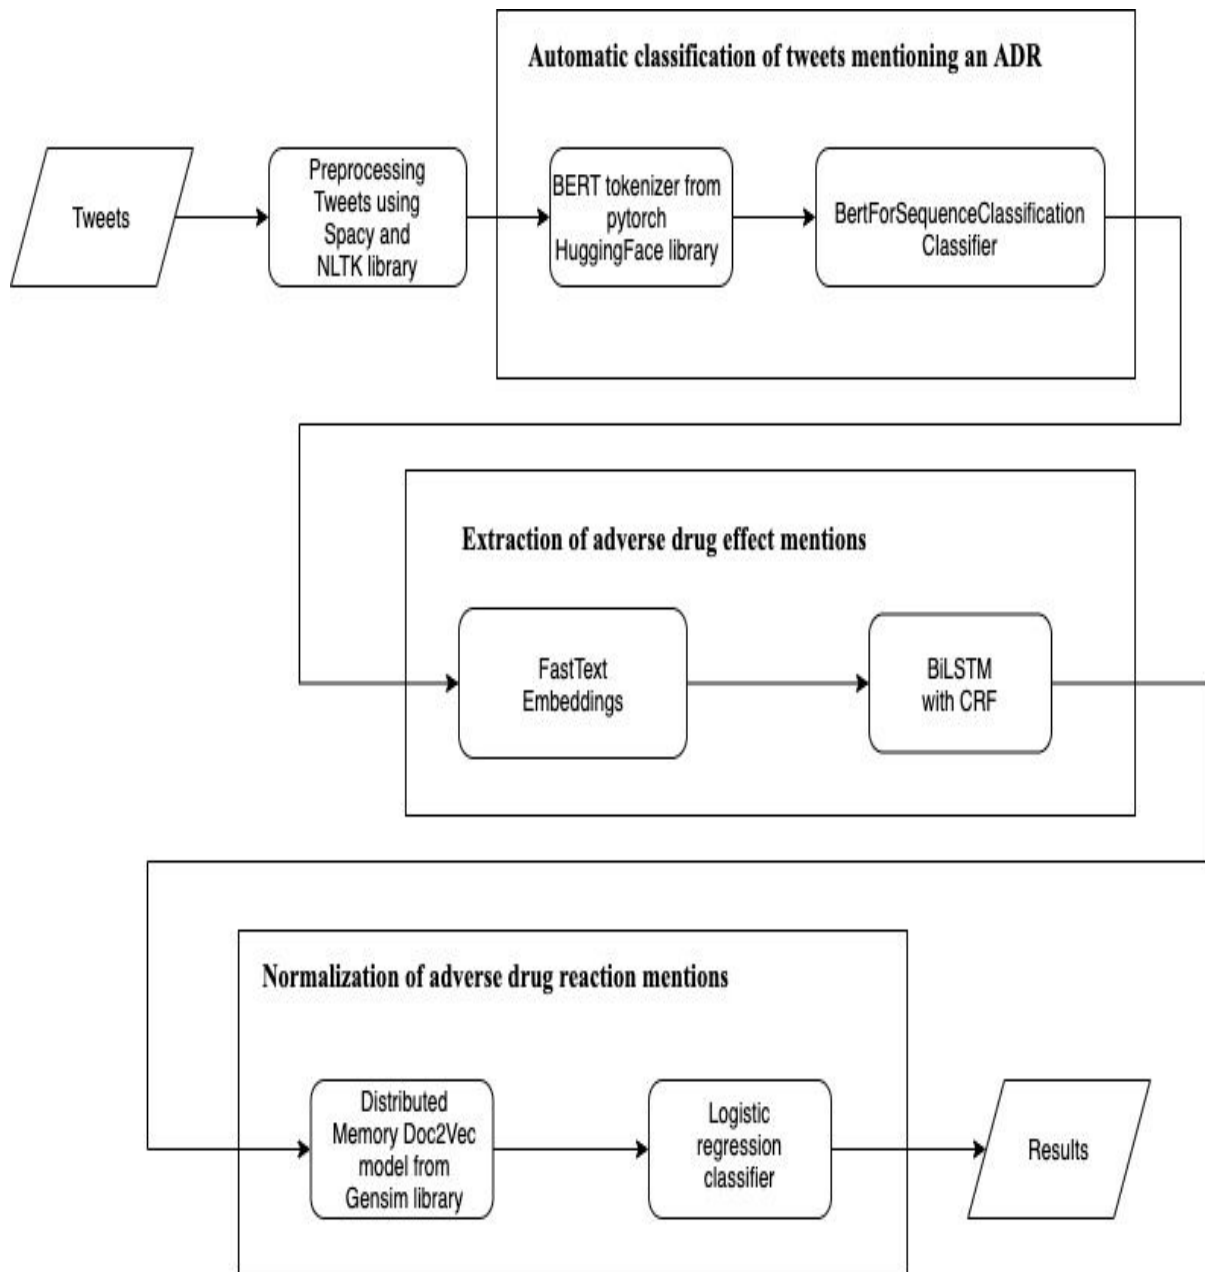 Automatic classification of tweets mentioning an ADR
Tweets
Preprocessing
Tweets using
Spacy and
NLTK library
BERT tokenizer from
pytorch
HuggingFace library
BertForSequenceClassification
Classifier
Extraction of adverse drug effect mentions
FastText
Embeddings
BiLSTM
with CRF
Normalization of adverse drug reaction mentions
Distributed
Memory Doc2Vec
model from
Gensim library
Logistic
regression
classifier
Results